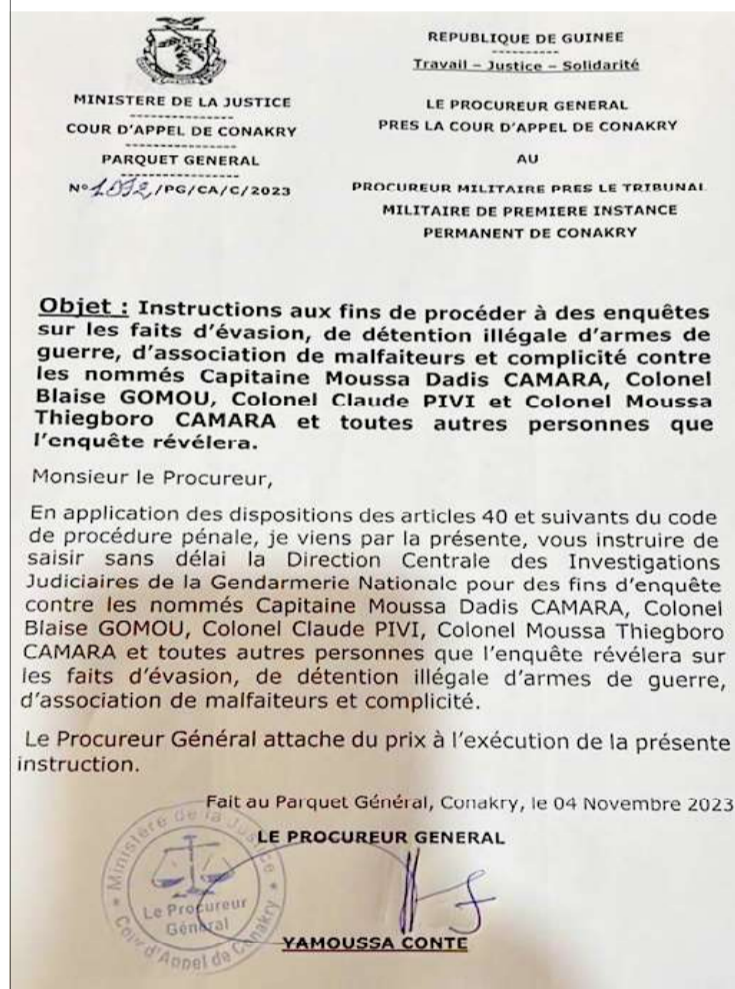 MINISTERE DE LA JUSTICE
COUR D'APPEL DE CONAKRY
PARQUET GENERAL
N° /PG/CA/C/2023
REPUBLIQUE DE GUINEE
Travail – Justice – Solidarité
LE PROCUREUR GENERAL
PRES LA COUR D'APPEL DE CONAKRY
AU
PROCUREUR MILITAIRE PRES LE TRIBUNAL
MILITAIRE DE PREMIERE INSTANCE
PERMANENT DE CONAKRY
Objet : Instructions aux fins de procéder à des enquêtes
sur les faits d'évasion, de détention illégale d'armes de
guerre, d'association de malfaiteurs et complicité contre
les nommés Capitaine Moussa Dadis CAMARA, Colonel
Blaise GOMOU, Colonel Claude PIVI et Colonel Moussa
Thiegboro CAMARA et toutes autres personnes que
l'enquête révélera.
Monsieur le Procureur,
En application des dispositions des articles 40 et suivants du code
de procédure pénale, je viens par la présente, vous instruire de
saisir sans délai la Direction Centrale des Investigations
Judiciaires de la Gendarmerie Nationale pour des fins d'enquête
contre les nommés Capitaine Moussa Dadis CAMARA, Colonel
Blaise GOMOU, Colonel Claude PIVI, Colonel Moussa Thiegboro
CAMARA et toutes autres personnes que l'enquête révélera sur
les faits d'évasion, de détention illégale d'armes de guerre,
d'association de malfaiteurs et complicité.
Le Procureur Général attache du prix à l'exécution de la présente
instruction.
Fait au Parquet Général, Conakry, le 04 Novembre 2023
LE PROCUREUR GENERAL
Ministère de la Justice
Le Procureur
Général
Cour d'Appel de Conakry
YAMOUSSA CONTE